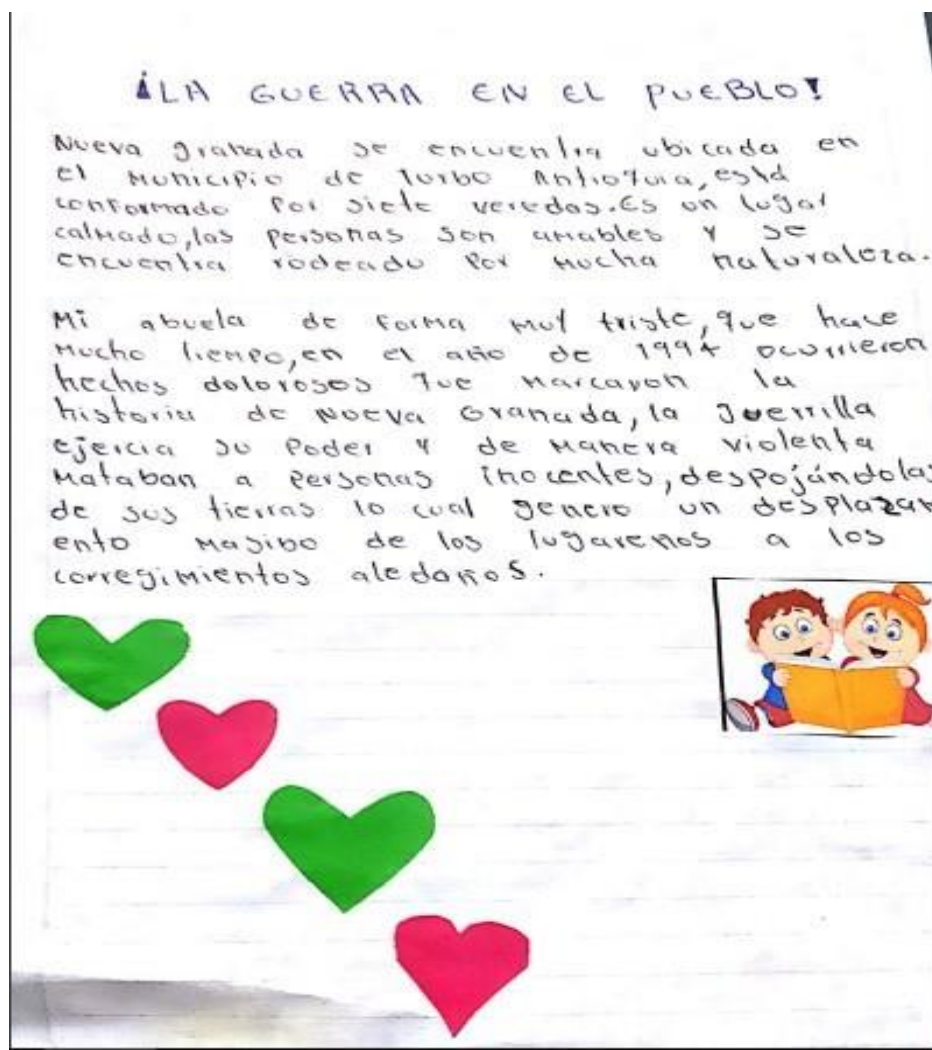 ¡LA GUERRA EN EL PUEBLO!
Nueva granada se encuentra ubicada en
el Municipio de Turbo Antioquia, está
conformado por siete veredas. Es un lugar
calmado, las personas son amables y se
encuentra rodeado por mucha naturaleza.
Mi abuela de forma muy triste, que hace
mucho tiempo, en el año de 1994 ocurrieron
hechos dolorosos que marcaron la
historia de Nueva Granada, la guerrilla
ejercia su poder y de manera violenta
mataban a personas inocentes, despojándolas
de sus tierras lo cual genero un desplazami
ento masibo de los lugareños a los
corregimientos aledaños.